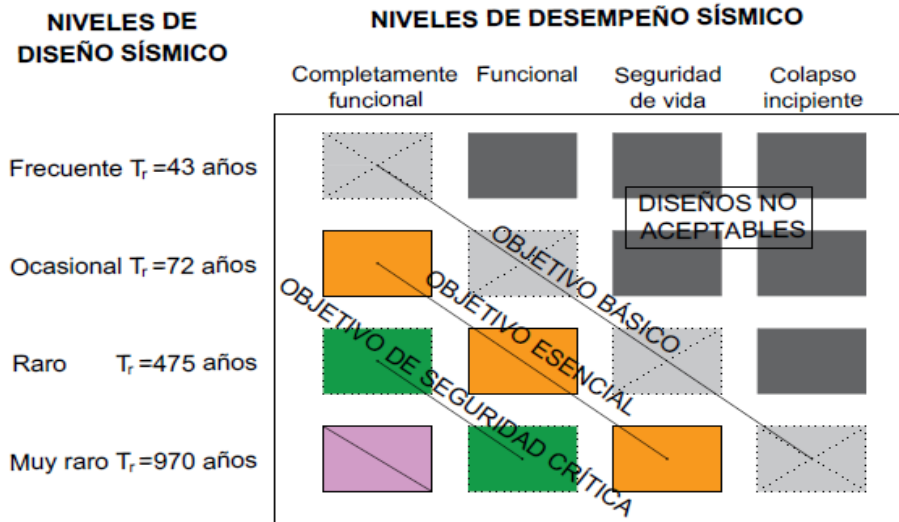 NIVELES DE
DISEÑO SÍSMICO
NIVELES DE DESEMPEÑO SÍSMICO
Completamente
funcional
Funcional
Seguridad
de vida
Colapso
incipiente
Frecuente Tr =43 años
DISEÑOS NO
ACEPTABLES
Ocasional Tr =72 años
OBJETIVO BÁSICO
OBJETIVO ESENCIAL
OBJETIVO DE SEGURIDAD CRÍTICA
Raro Tr =475 años
Muy raro Tr =970 años